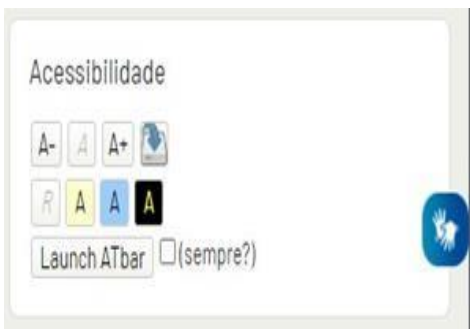 Acessibilidade
A- A A+
R A A A
Launch ATbar (sempre?)